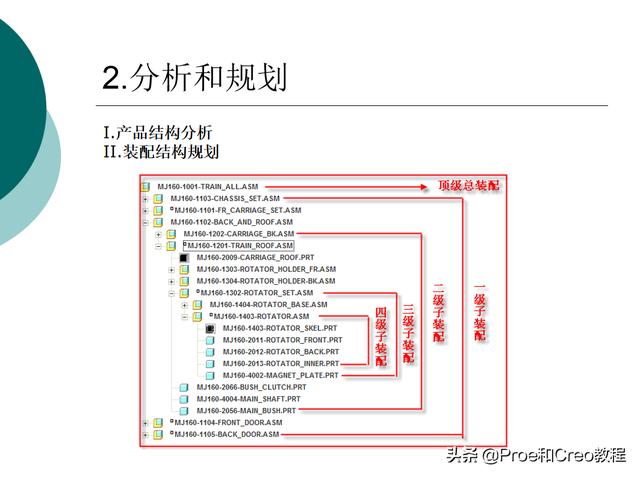 2.分析和规划
I.产品结构分析
II.装配结构规划
MJ160-1001-TRAIN_ALL.ASM 顶级总装配
MJ160-1103-CHASSIS_SET.ASM
MJ160-1101-FR_CARRIAGE_SET.ASM
MJ160-1102-BACK_AND_ROOF.ASM
MJ160-1202-CARRIAGE_BK.ASM
MJ160-1201-TRAIN_ROOF.ASM
MJ160-2009-CARRIAGE_ROOF.PRT
MJ160-1303-ROTATOR_HOLDER_FR.ASM
MJ160-1304-ROTATOR_HOLDER-BK.ASM
MJ160-1302-ROTATOR_SET.ASM
MJ160-1404-ROTATOR_BASE.ASM
MJ160-1403-ROTATOR.ASM
MJ160-1403-ROTATOR_SKEL.PRT
MJ160-2011-ROTATOR_FRONT.PRT
MJ160-2012-ROTATOR_BACK.PRT
MJ160-2013-ROTATOR_INNER.PRT
MJ160-4002-MAGNET_PLATE.PRT
MJ160-2066-BUSH_CLUTCH.PRT
MJ160-4004-MAIN_SHAFT.PRT
MJ160-2056-MAIN_BUSH.PRT
MJ160-1104-FRONT_DOOR.ASM
MJ160-1105-BACK_DOOR.ASM
四级子装配
三级子装配
二级子装配
一级子装配
头条 @Proe和Creo教程